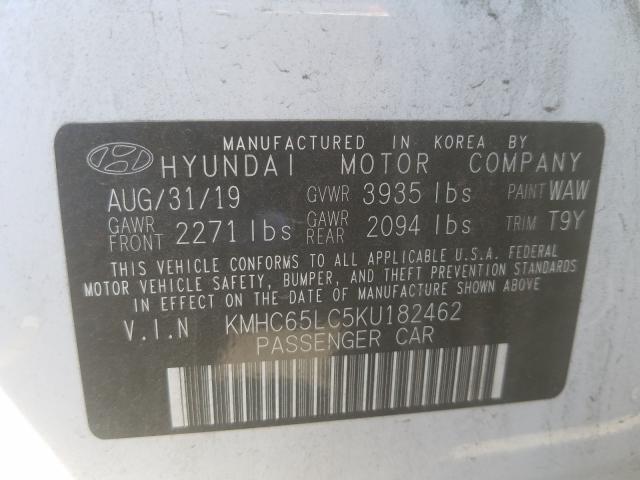 MANUFACTURED IN KOREA BY
HYUNDAI MOTOR COMPANY
AUG/31/19 GVWR 3935 lbs PAINT WAW
GAWR FRONT 2271 lbs GAWR REAR 2094 lbs TRIM T9Y
THIS VEHICLE CONFORMS TO ALL APPLICABLE U.S.A. FEDERAL
MOTOR VEHICLE SAFETY, BUMPER, AND THEFT PREVENTION STANDARDS
IN EFFECT ON THE DATE OF MANUFACTURE SHOWN ABOVE
V.I.N KMHC65LC5KU182462
PASSENGER CAR